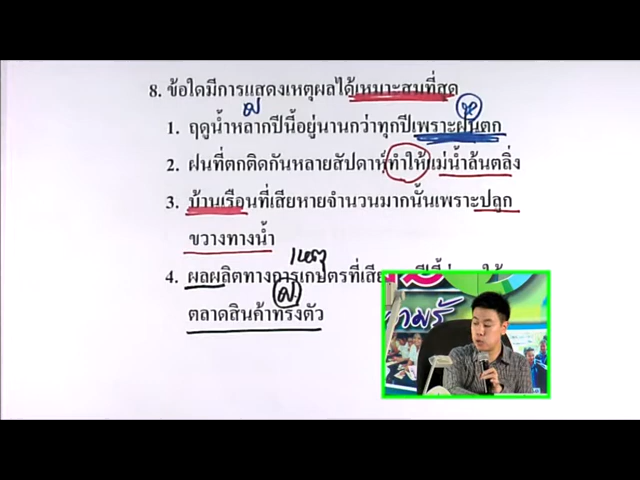 8. ข้อใดมีการแสดงเหตุผลได้เหมาะสมที่สุด
1. ฤดูน้ำหลากปีนี้อยู่นานกว่าทุกปีเพราะฝนตก
2. ฝนที่ตกติดกันหลายสัปดาห์ทำให้แม่น้ำล้นตลิ่ง
3. บ้านเรือนที่เสียหายจำนวนมากนั้นเพราะปลูก
ขวางทางน้ำ
เหตุ
4. ผลผลิตทางการเกษตรที่เสีย
ผล
ตลาดสินค้าทรงตัว